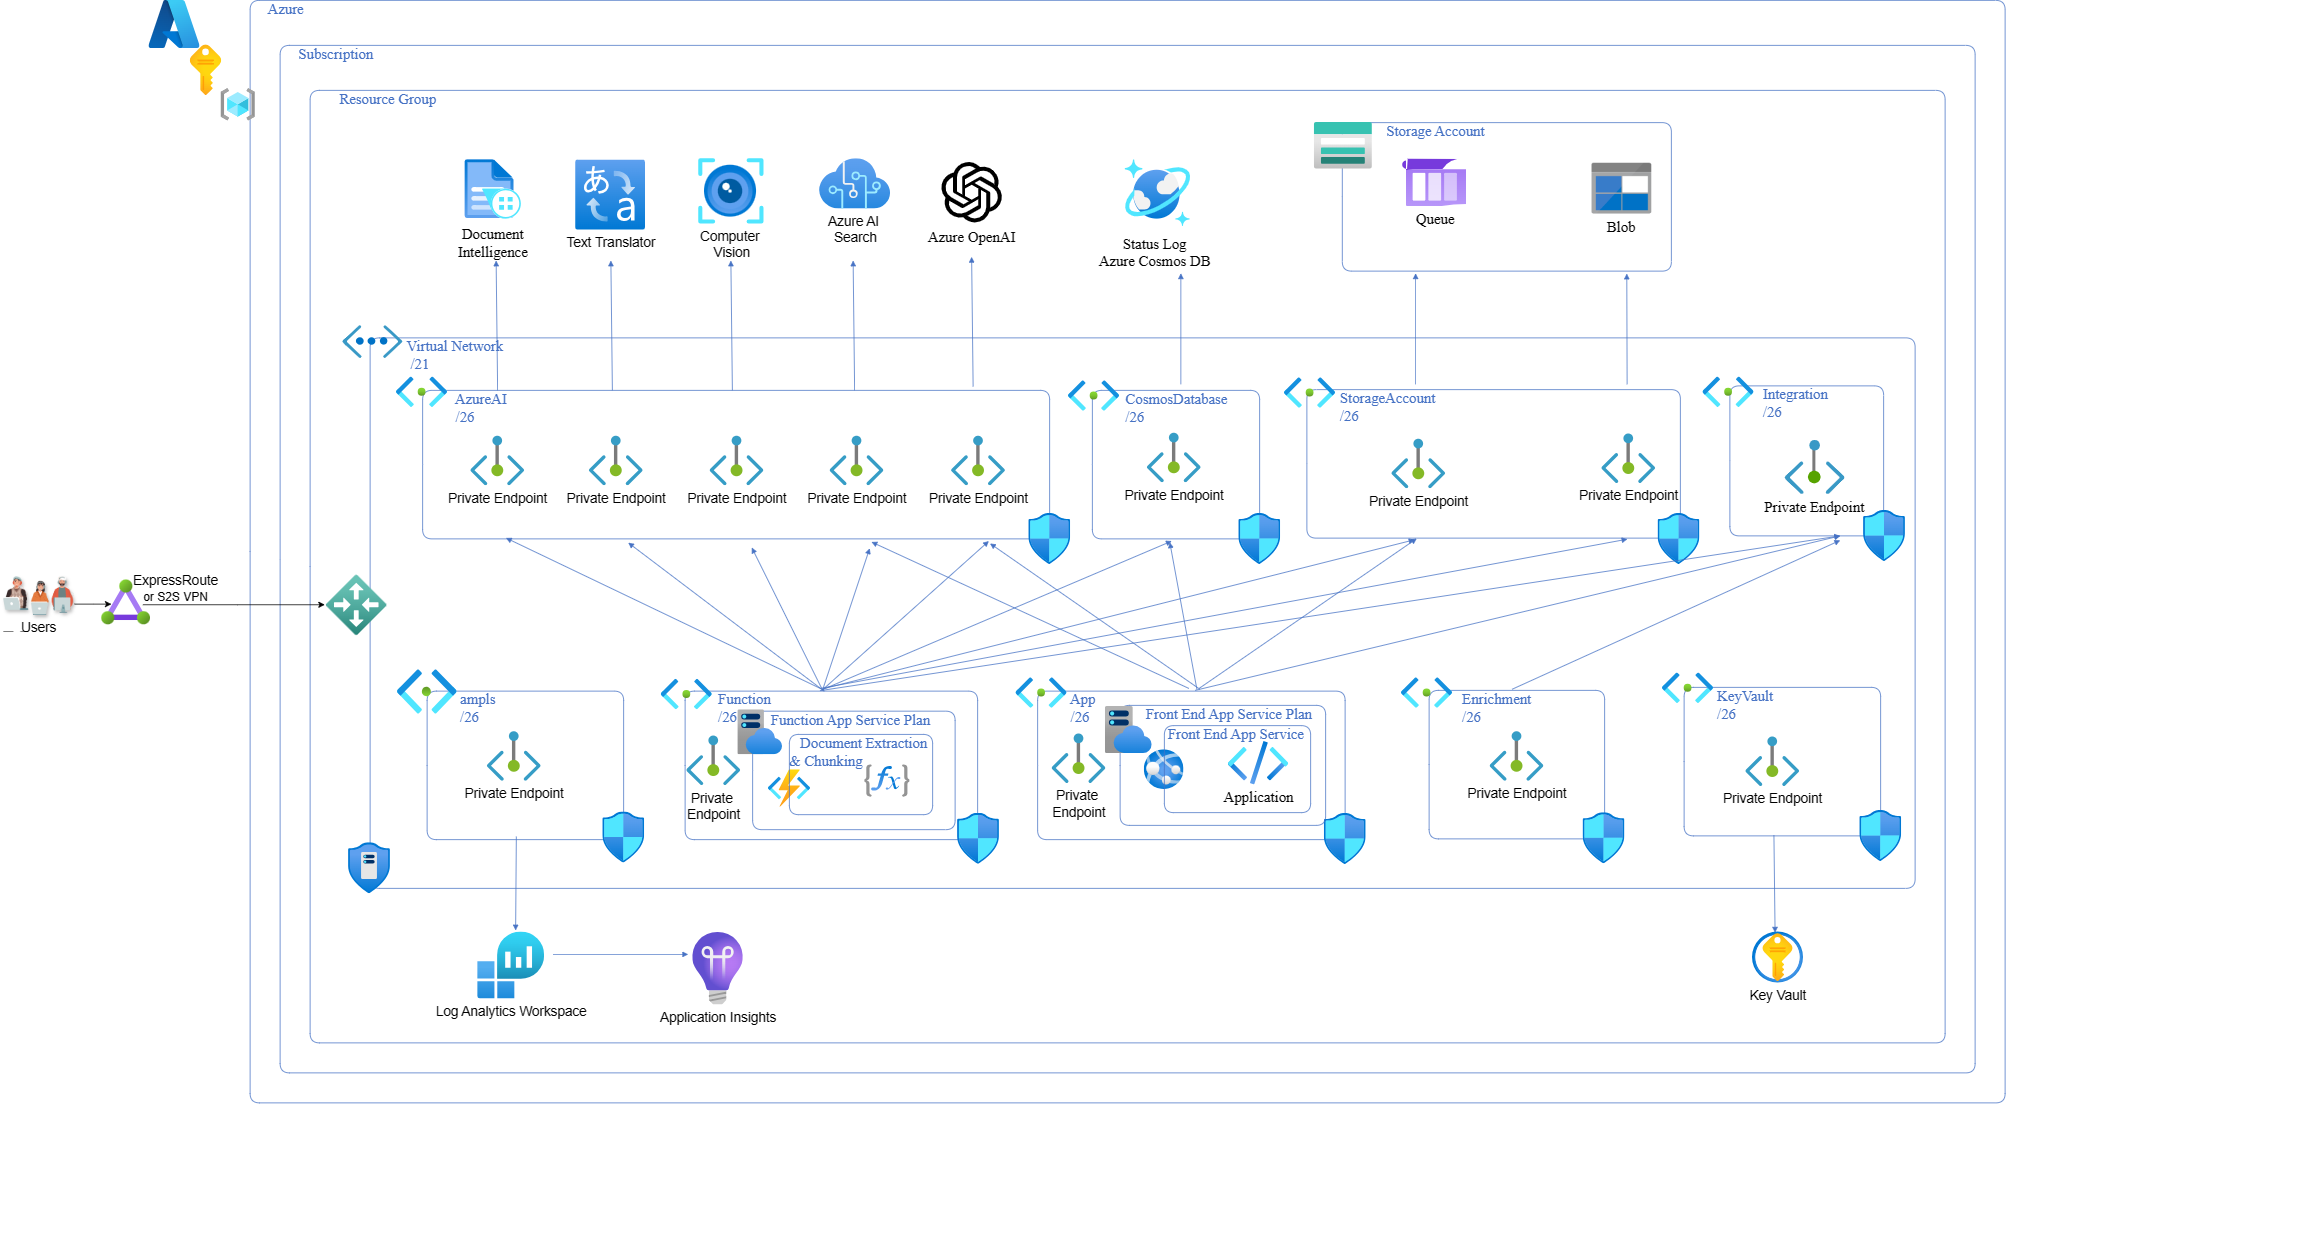 Azure
Subscription
Resource Group
Storage Account
Document
Intelligence
Text Translator
Computer
Vision
Azure AI
Search
Azure OpenAI
Status Log
Azure Cosmos DB
Queue
Blob
Virtual Network
/21
AzureAI
/26
CosmosDatabase
/26
StorageAccount
/26
Integration
/26
Private Endpoint
Private Endpoint
Private Endpoint
Private Endpoint
Private Endpoint
Private Endpoint
Private Endpoint
Private Endpoint
Private Endpoint
ExpressRoute
or S2S VPN
Users
ampls
/26
Private Endpoint
Function
/26
Function App Service Plan
Document Extraction
& Chunking
Private
Endpoint
App
/26
Front End App Service Plan
Front End App Service
Application
Private
Endpoint
Enrichment
/26
Private Endpoint
KeyVault
/26
Private Endpoint
Log Analytics Workspace
Application Insights
Key Vault